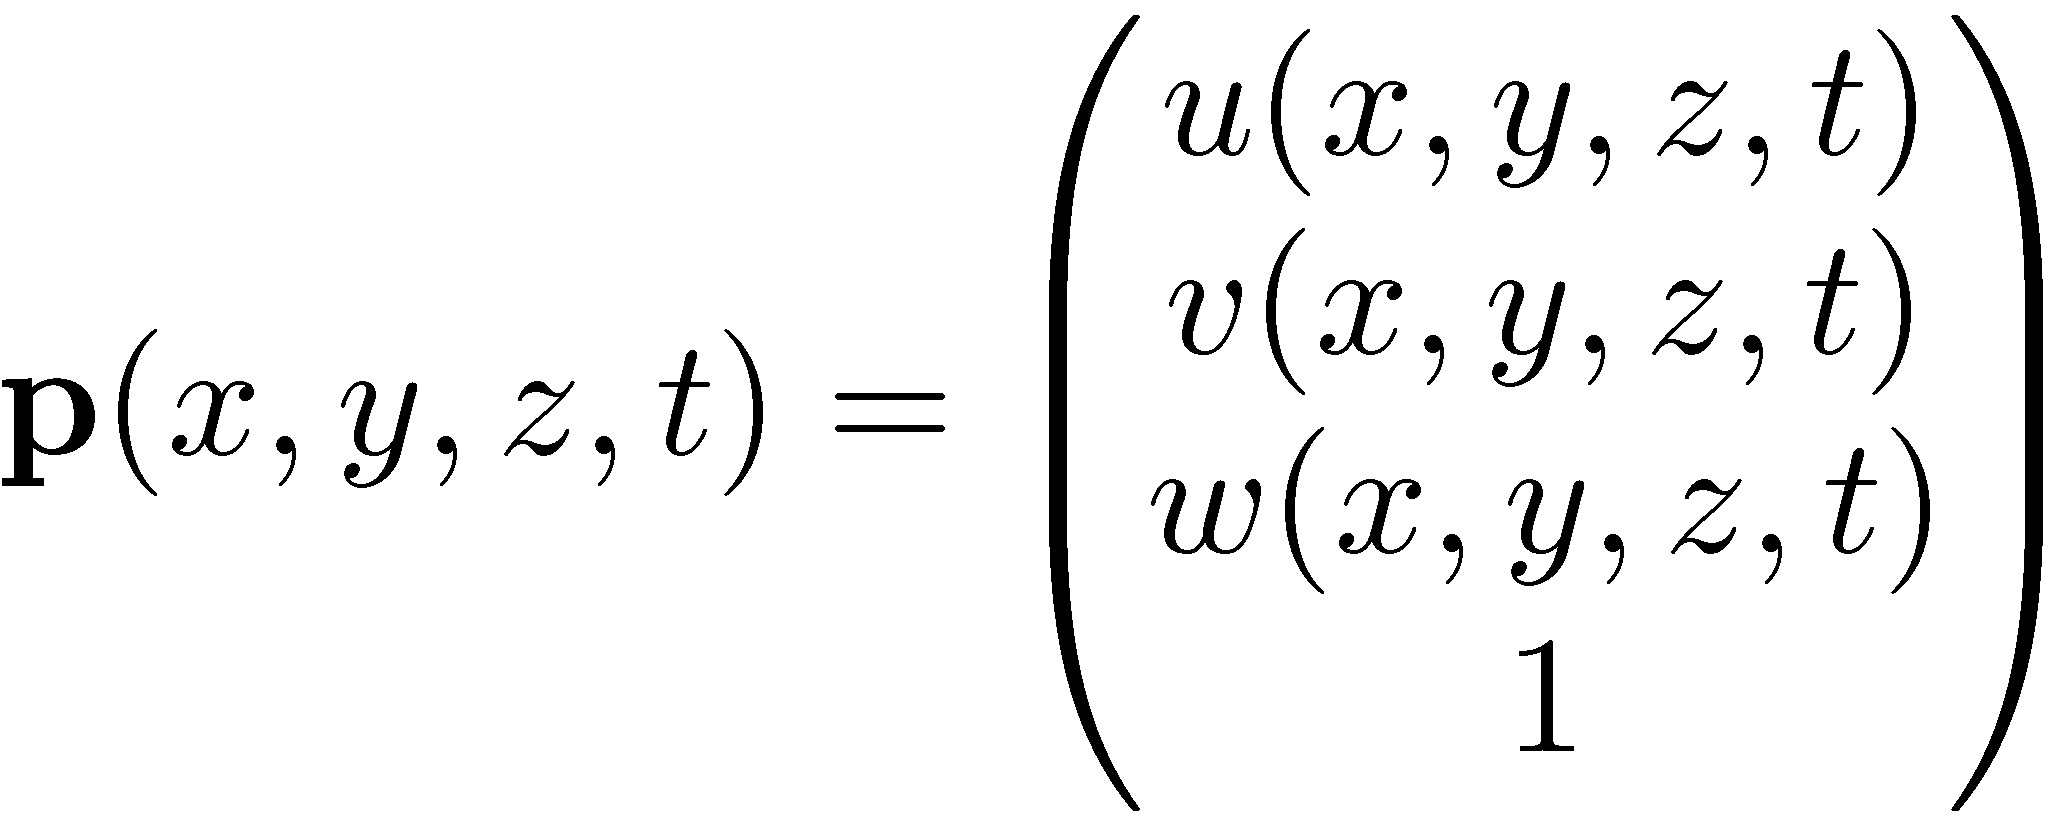 p(x, y, z, t) =
u(x, y, z, t)
v(x, y, z, t)
w(x, y, z, t)
1